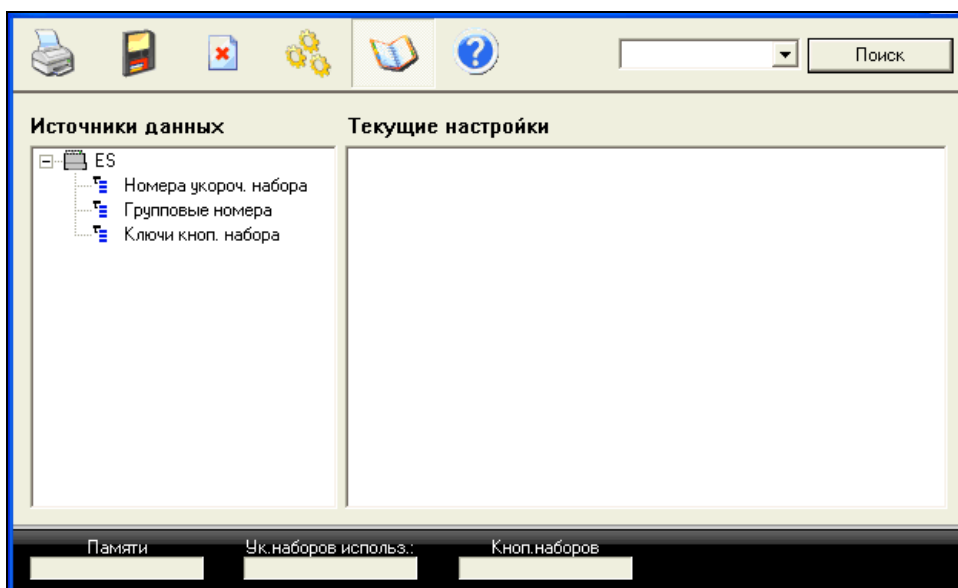 Поиск
Источники данных Текущие настройки
ES
Номера укороч. набора
Групповые номера
Ключи кноп. набора
Памяти Ук.наборов использ.: Кноп.наборов